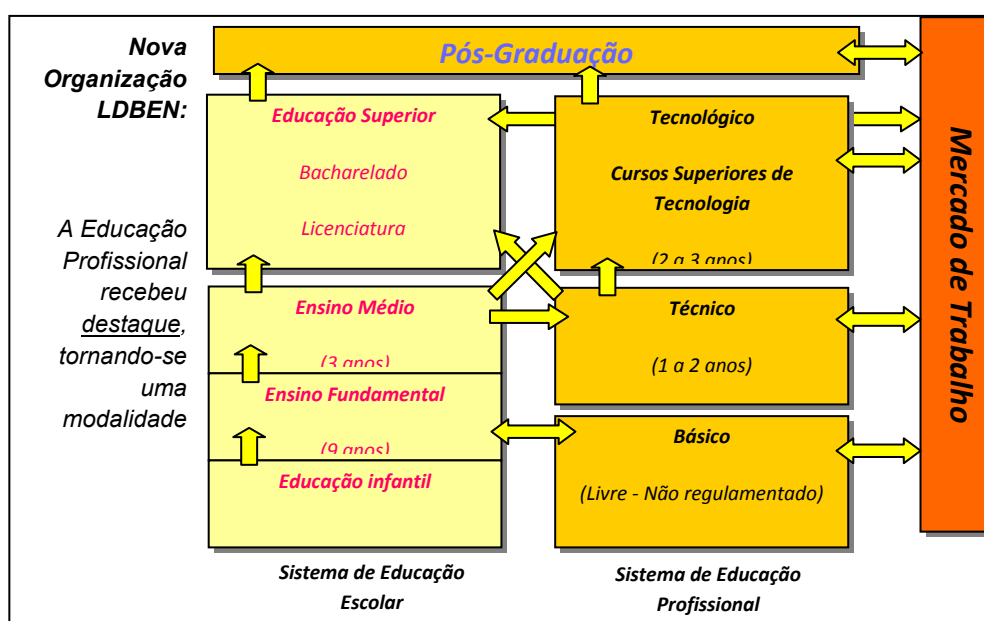 Nova
Organização
LDBEN:
A Educação
Profissional
recebeu
destaque,
tornando-se
uma
modalidade
Pós-Graduação
Educação Superior
Bacharelado
Licenciatura
Ensino Médio
(3 anos)
Ensino Fundamental
(9 anos)
Educação infantil
Sistema de Educação
Escolar
Tecnológico
Cursos Superiores de
Tecnologia
(2 a 3 anos)
Técnico
(1 a 2 anos)
Básico
(Livre - Não regulamentado)
Sistema de Educação
Profissional
Mercado de Trabalho